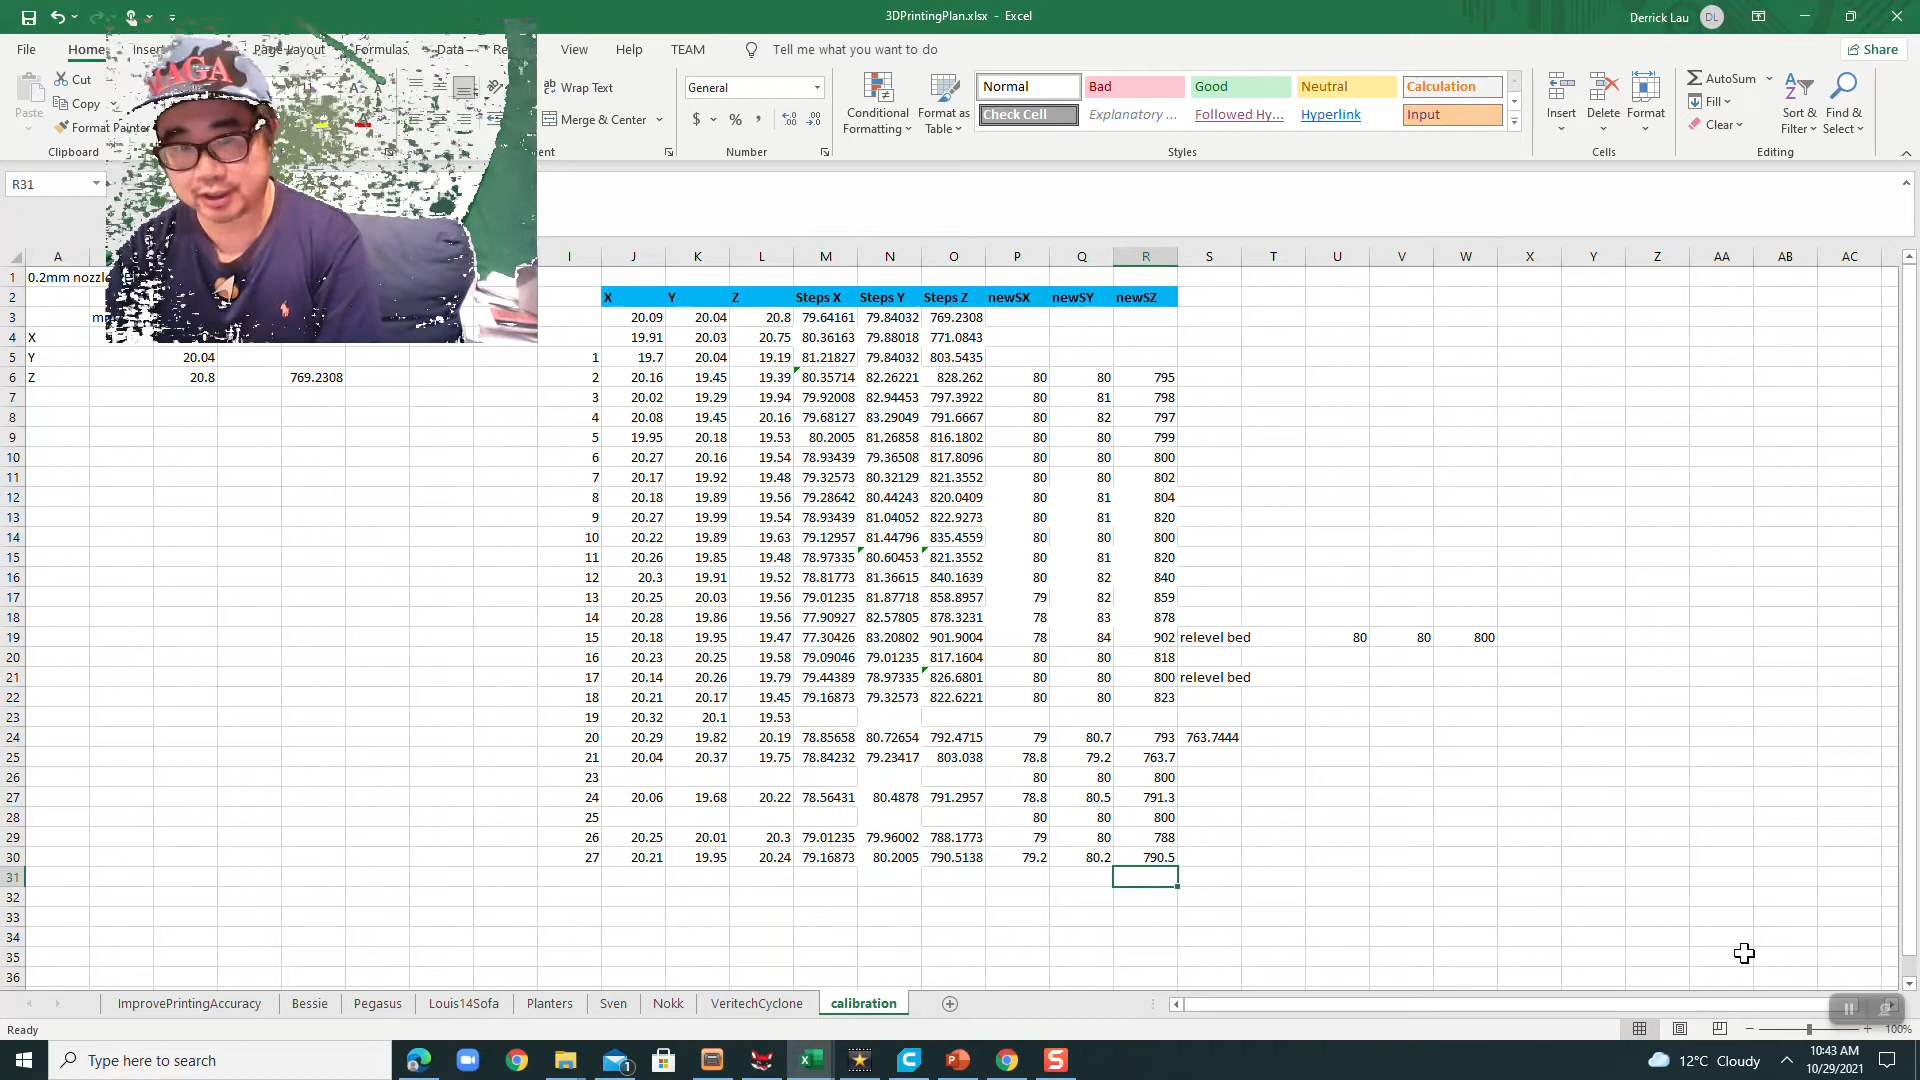 3DPrintingPlan.xlsx - Excel
Derrick Lau DL
File Home Insert Page Layout Formulas Data View Help TEAM Tell me what you want to do Share
Paste
Cut
Copy
Format Painter
Clipboard
MAGA
Wrap Text
Merge & Center
General
$ % ,
Number
Conditional Formatting
Format as Table
Normal Bad Good Neutral Calculation
Check Cell Explanatory ... Followed Hy... Hyperlink Input
Styles
Insert Delete Format
Cells
AutoSum
Fill
Clear
Sort & Filter
Find & Select
Editing
R31
A I J K L M N O P Q R S T U V W X Y Z AA AB AC
1 0.2mm nozzle
2 X Y Z Steps X Steps Y Steps Z newSX newSY newSZ
3 20.09 20.04 20.8 79.64161 79.84032 769.2308
4 X 19.91 20.03 20.75 80.36163 79.88018 771.0843
5 Y 20.04 1 19.7 20.04 19.19 81.21827 79.84032 803.5435
6 Z 20.8 769.2308 2 20.16 19.45 19.39 80.35714 82.26221 828.262 80 80 795
7 3 20.02 19.29 19.94 79.92008 82.94453 797.3922 80 81 798
8 4 20.08 19.45 20.16 79.68127 83.29049 791.6667 80 82 797
9 5 19.95 20.18 19.53 80.2005 81.26858 816.1802 80 80 799
10 6 20.27 20.16 19.54 78.93439 79.36508 817.8096 80 80 800
11 7 20.17 19.92 19.48 79.32573 80.32129 821.3552 80 80 802
12 8 20.18 19.89 19.56 79.28642 80.44243 820.0409 80 81 804
13 9 20.27 19.99 19.54 78.93439 81.04052 822.9273 80 81 820
14 10 20.22 19.89 19.63 79.12957 81.44796 835.4559 80 80 800
15 11 20.26 19.85 19.48 78.97335 80.60453 821.3552 80 81 820
16 12 20.3 19.91 19.52 78.81773 81.36615 840.1639 80 82 840
17 13 20.25 20.03 19.56 79.01235 81.87718 858.8957 79 82 859
18 14 20.28 19.86 19.56 77.90927 82.57805 878.3231 78 83 878
19 15 20.18 19.95 19.47 77.30426 83.20802 901.9004 78 84 902 relevel bed 80 80 800
20 16 20.23 20.25 19.58 79.09046 79.01235 817.1604 80 80 818
21 17 20.14 20.26 19.79 79.44389 78.97335 826.6801 80 80 800 relevel bed
22 18 20.21 20.17 19.45 79.16873 79.32573 822.6221 80 80 823
23 19 20.32 20.1 19.53
24 20 20.29 19.82 20.19 78.85658 80.72654 792.4715 79 80.7 793 763.7444
25 21 20.04 20.37 19.75 78.84232 79.23417 803.038 78.8 79.2 763.7
26 23 80 80 800
27 24 20.06 19.68 20.22 78.56431 80.4878 791.2957 78.8 80.5 791.3
28 25 80 80 800
29 26 20.25 20.01 20.3 79.01235 79.96002 788.1773 79 80 788
30 27 20.21 19.95 20.24 79.16873 80.2005 790.5138 79.2 80.2 790.5
31
32
33
34
35
36
ImprovePrintingAccuracy Bessie Pegasus Louis14Sofa Planters Sven Nokk VeritechCyclone calibration
Ready
100%
Type here to search
12°C Cloudy
10:43 AM
10/29/2021